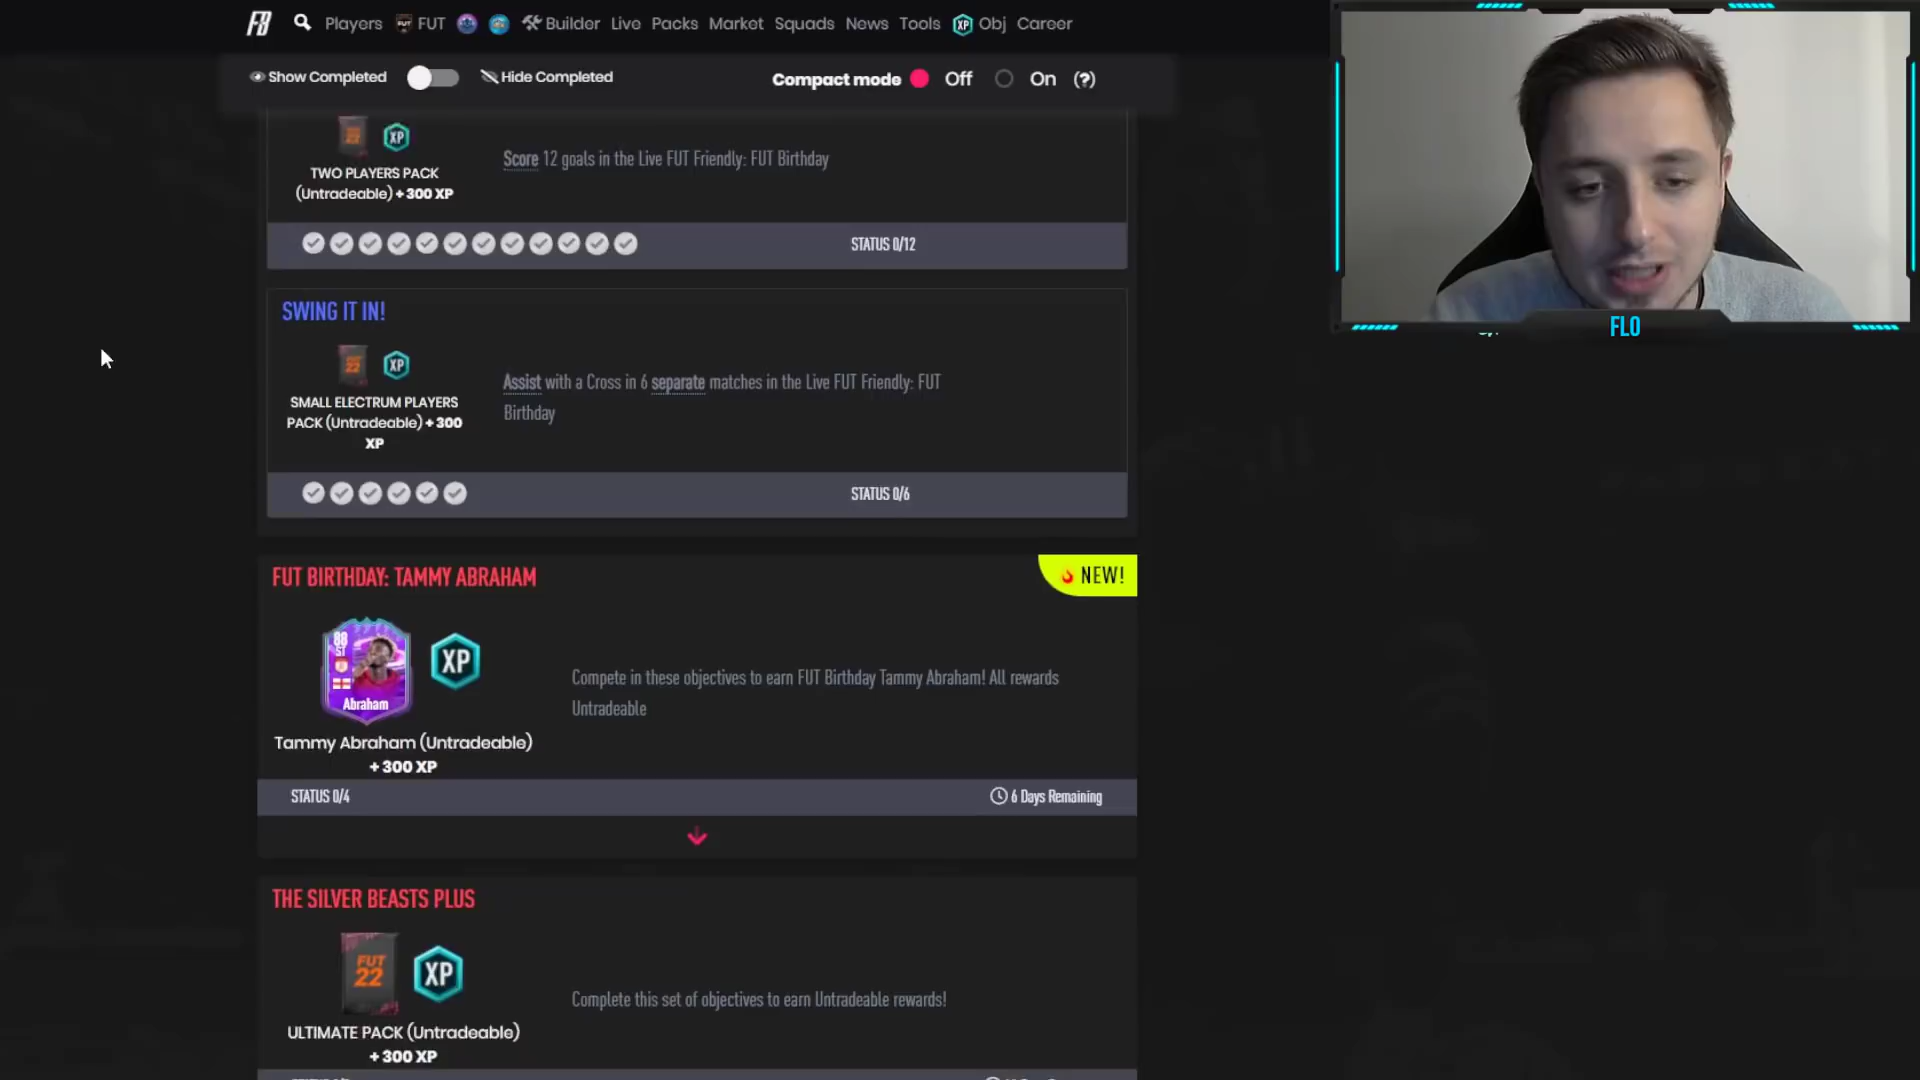 Players FUT Builder Live Packs Market Squads News Tools XP Obj Career
Show Completed Hide Completed Compact mode Off On (?)
XP
TWO PLAYERS PACK
(Untradeable) + 300 XP
Score 12 goals in the Live FUT Friendly: FUT Birthday
STATUS 0/12
SWING IT IN!
XP
SMALL ELECTRUM PLAYERS
PACK (Untradeable) + 300
XP
Assist with a Cross in 6 separate matches in the Live FUT Friendly: FUT
Birthday
STATUS 0/6
FUT BIRTHDAY: TAMMY ABRAHAM
NEW!
88
ST
Abraham
XP
Tammy Abraham (Untradeable)
+ 300 XP
Compete in these objectives to earn FUT Birthday Tammy Abraham! All rewards
Untradeable
STATUS 0/4
6 Days Remaining
THE SILVER BEASTS PLUS
FUT
22
XP
ULTIMATE PACK (Untradeable)
+ 300 XP
Complete this set of objectives to earn Untradeable rewards!
FLO